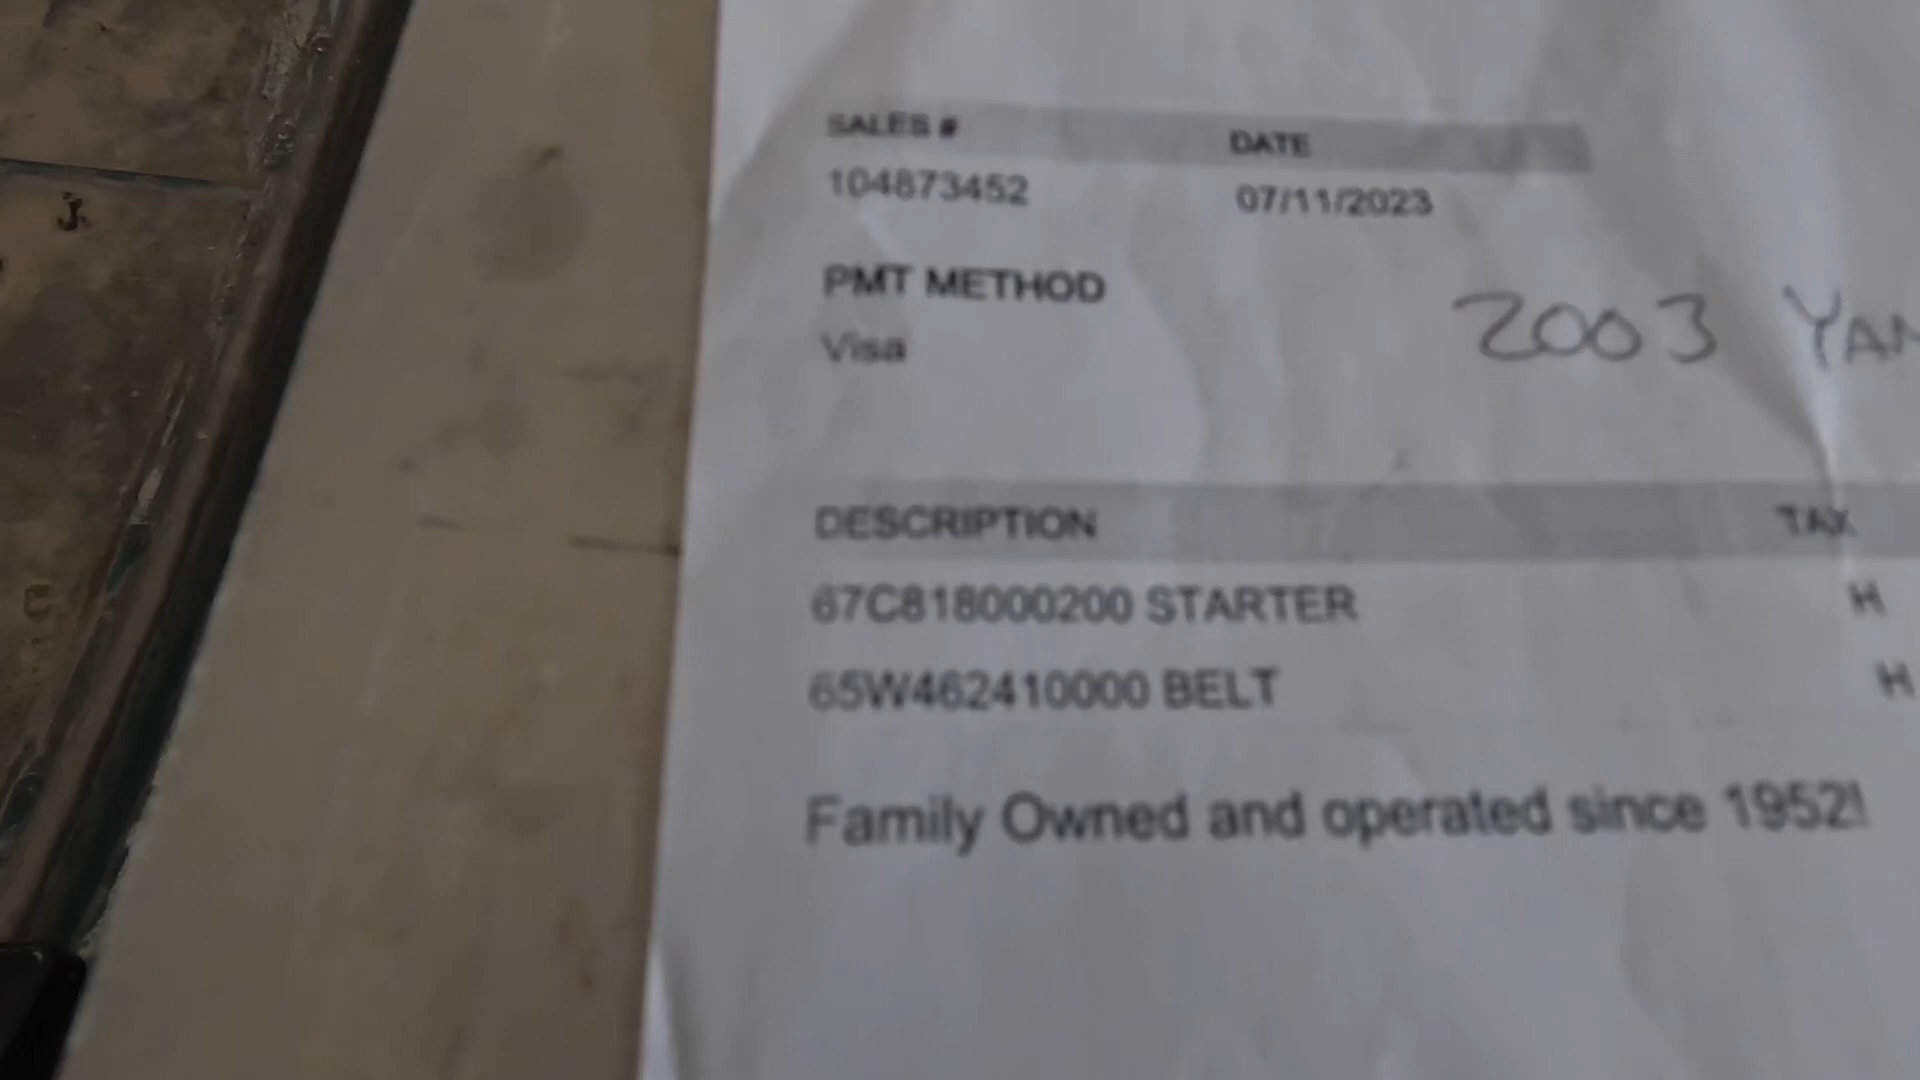 SALES # DATE
104873452 07/11/2023
PMT METHOD
Visa
2003 YAM
DESCRIPTION TAX
67C818000200 STARTER H
65W462410000 BELT H
Family Owned and operated since 1952!